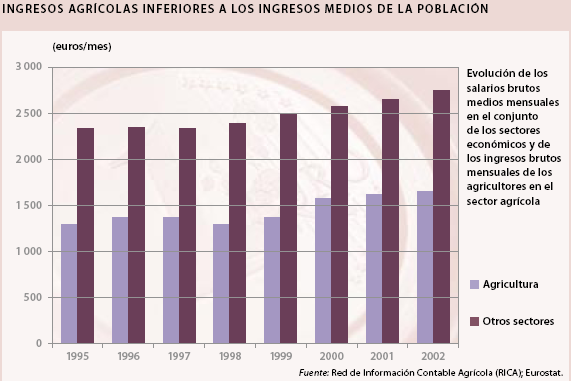 INGRESOS AGRÍCOLAS INFERIORES A LOS INGRESOS MEDIOS DE LA POBLACIÓN
(euros/mes)
3 000
2 500
2 000
1 500
1 000
500
0
1995 1996 1997 1998 1999 2000 2001 2002
Evolución de los
salarios brutos
medios mensuales
en el conjunto
de los sectores
económicos y de
los ingresos brutos
mensuales de los
agricultores en el
sector agrícola
Agricultura
Otros sectores
Fuente: Red de Información Contable Agrícola (RICA); Eurostat.